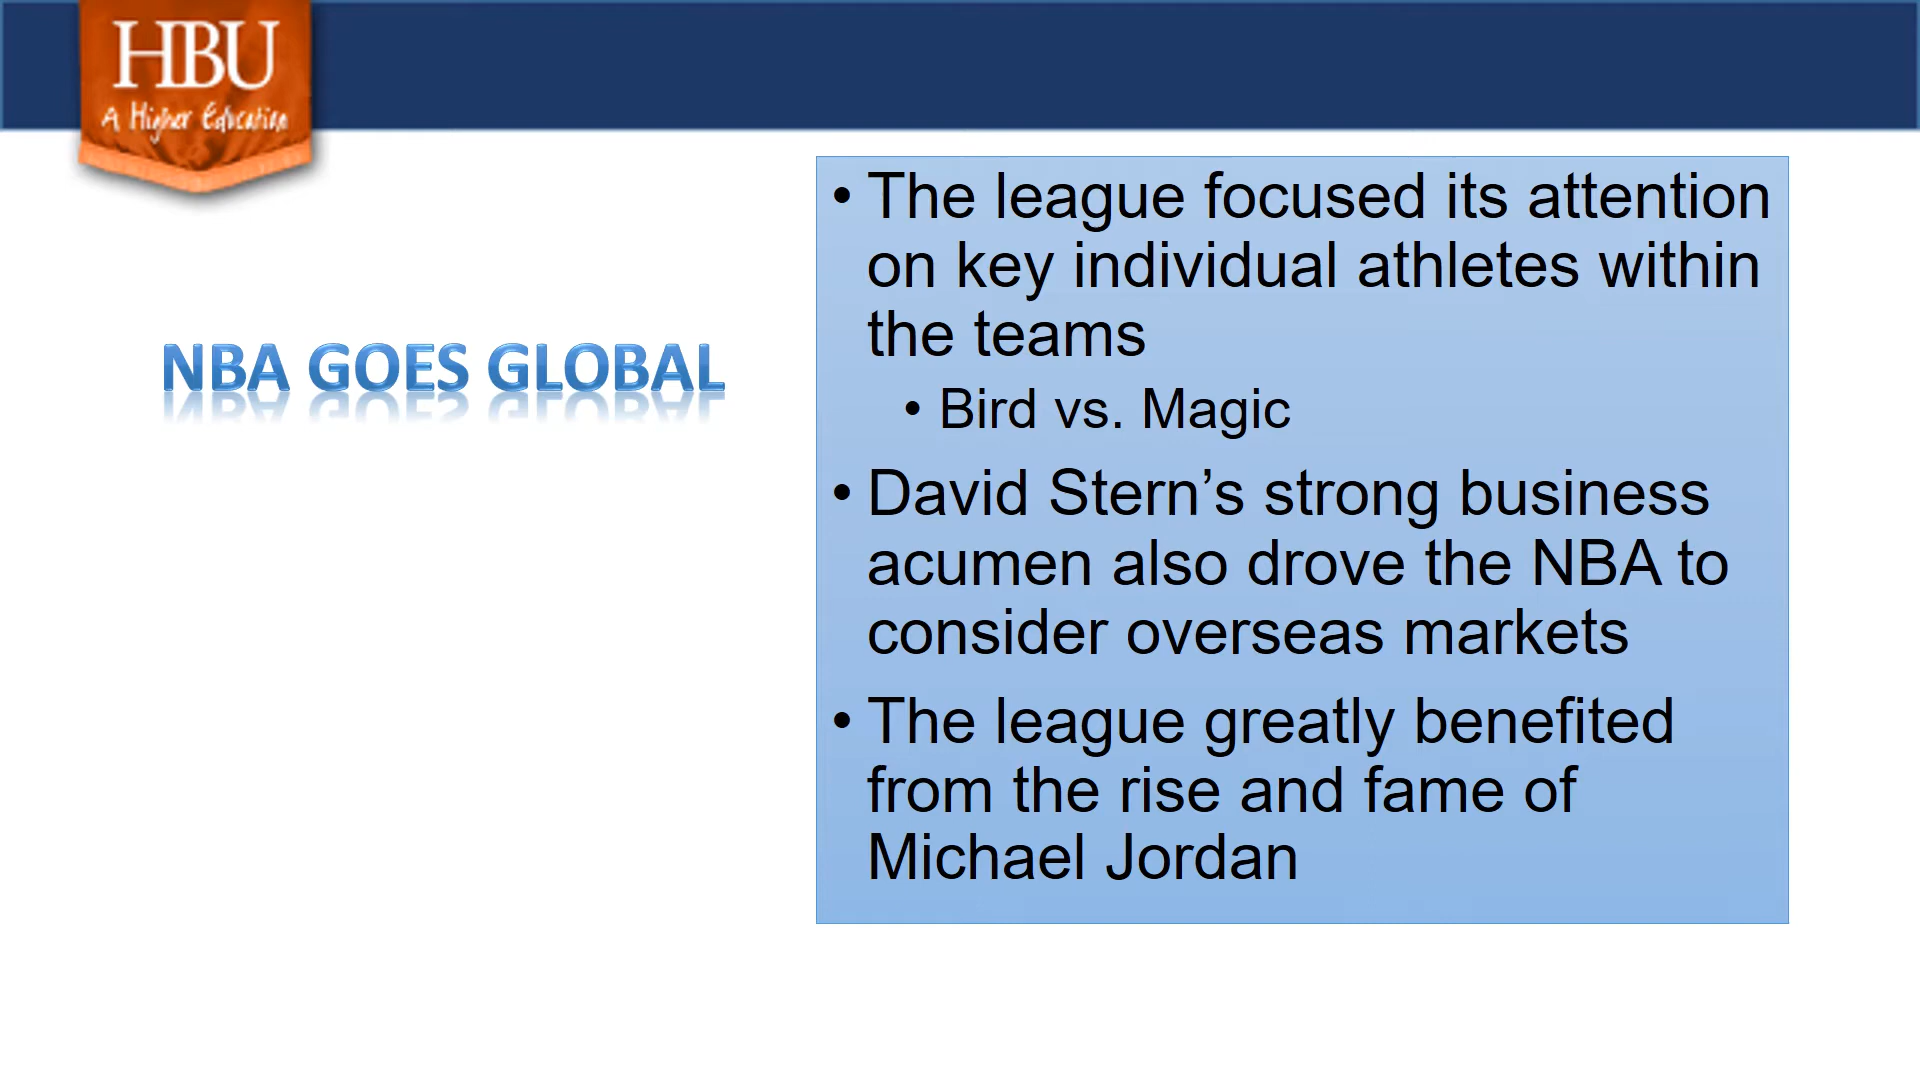 HBU
A Higher Education
NBA GOES GLOBAL
• The league focused its attention
on key individual athletes within
the teams
• Bird vs. Magic
• David Stern’s strong business
acumen also drove the NBA to
consider overseas markets
• The league greatly benefited
from the rise and fame of
Michael Jordan